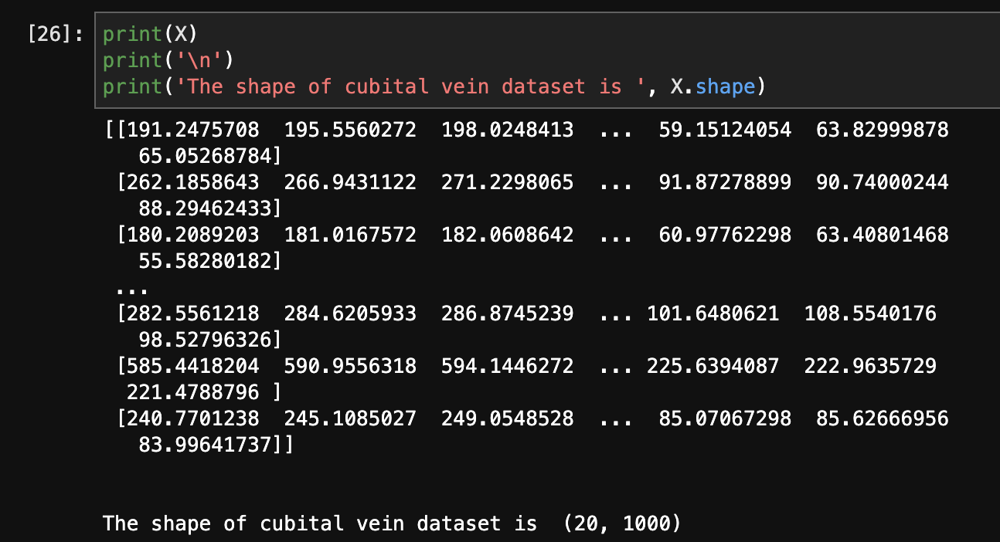 [26]: print(X)
print('\n')
print('The shape of cubital vein dataset is ', X.shape)
[[191.2475708  195.5560272  198.0248413  ...  59.15124054  63.82999878
   65.05268784]
 [262.1858643  266.9431122  271.2298065  ...  91.87278899  90.74000244
   88.29462433]
 [180.2089203  181.0167572  182.0608642  ...  60.97762298  63.40801468
   55.58280182]
 ...
 [282.5561218  284.6205933  286.8745239  ... 101.6480621  108.5540176
   98.52796326]
 [585.4418204  590.9556318  594.1446272  ... 225.6394087  222.9635729
  221.4788796 ]
 [240.7701238  245.1085027  249.0548528  ...  85.07067298  85.62666956
   83.99641737]]
The shape of cubital vein dataset is  (20, 1000)